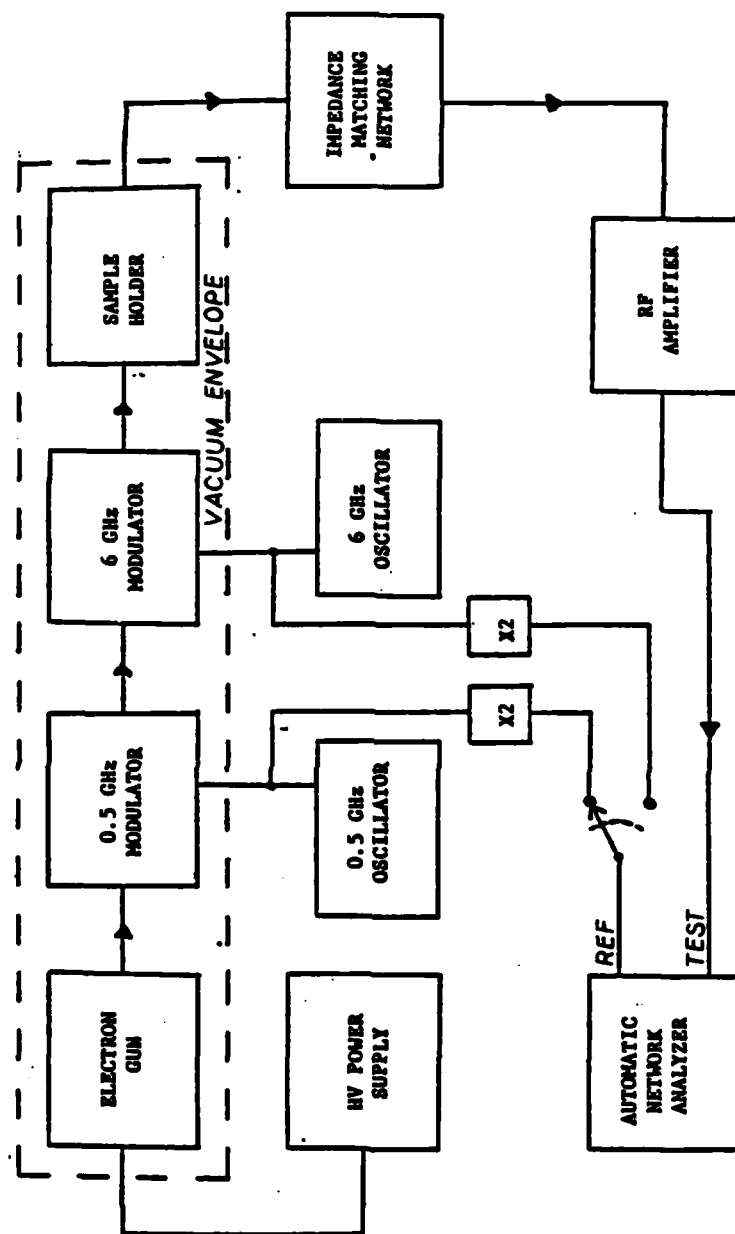 ELECTRON
GUN
0.5 GHz
MODULATOR
6 GHz
MODULATOR
SAMPLE
HOLDER
VACUUM ENVELOPE
HV POWER
SUPPLY
0.5 GHz
OSCILLATOR
6 GHz
OSCILLATOR
IMPEDANCE
MATCHING
NETWORK
X2
X2
REF
TEST
AUTOMATIC
NETWORK
ANALYZER
RF
AMPLIFIER